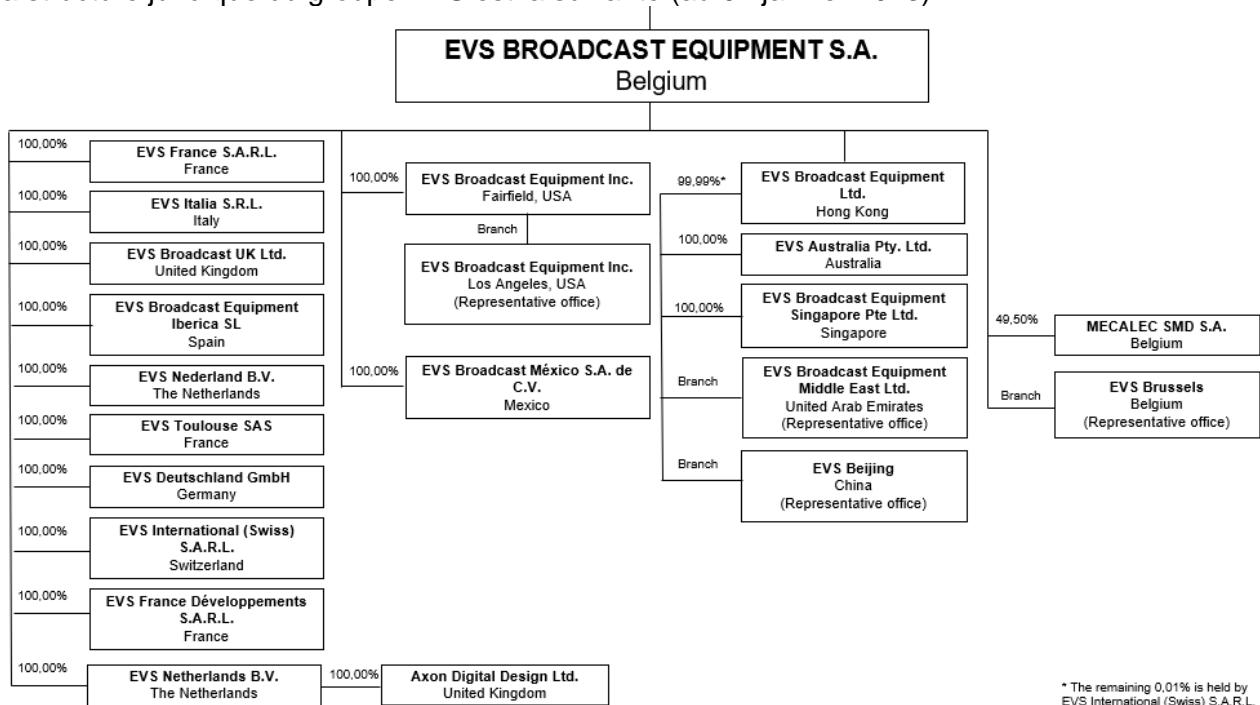 EVS BROADCAST EQUIPMENT S.A.
Belgium
100,00%
EVS France S.A.R.L.
France
100,00%
EVS Italia S.R.L.
Italy
100,00%
EVS Broadcast UK Ltd.
United Kingdom
100,00%
EVS Broadcast Equipment
Iberica SL
Spain
100,00%
EVS Nederland B.V.
The Netherlands
100,00%
EVS Toulouse SAS
France
100,00%
EVS Deutschland GmbH
Germany
100,00%
EVS International (Swiss)
S.A.R.L.
Switzerland
100,00%
EVS France Développements
S.A.R.L.
France
100,00%
EVS Netherlands B.V.
The Netherlands
100,00%
Axon Digital Design Ltd.
United Kingdom
100,00%
EVS Broadcast Equipment Inc.
Fairfield, USA
Branch
EVS Broadcast Equipment Inc.
Los Angeles, USA
(Representative office)
100,00%
EVS Broadcast México S.A. de
C.V.
Mexico
99,99%*
EVS Broadcast Equipment
Ltd.
Hong Kong
100,00%
EVS Australia Pty. Ltd.
Australia
100,00%
EVS Broadcast Equipment
Singapore Pte Ltd.
Singapore
Branch
EVS Broadcast Equipment
Middle East Ltd.
United Arab Emirates
(Representative office)
Branch
EVS Beijing
China
(Representative office)
49,50%
MECALEC SMD S.A.
Belgium
Branch
EVS Brussels
Belgium
(Representative office)
* The remaining 0,01% is held by
EVS International (Swiss) S.A.R.L.